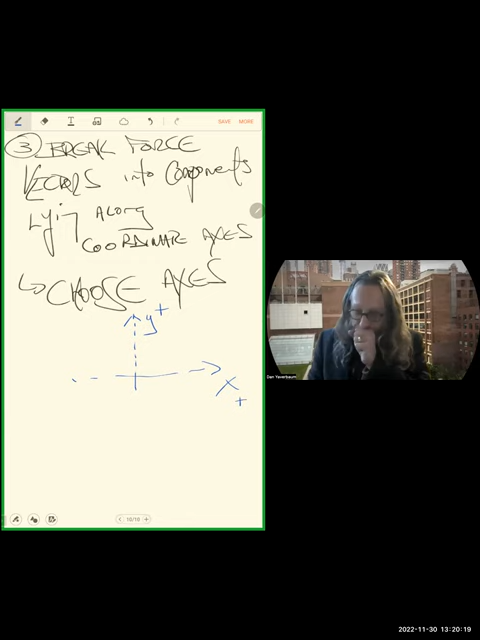 SAVE MORE
③ BREAK FORCE
VECTORS into Components
Lying ALONG
COORDINATE AXES
↳ CHOOSE AXES
y+
X
+
10/10
Dan Yaverbaum
2022-11-30 13:20:19